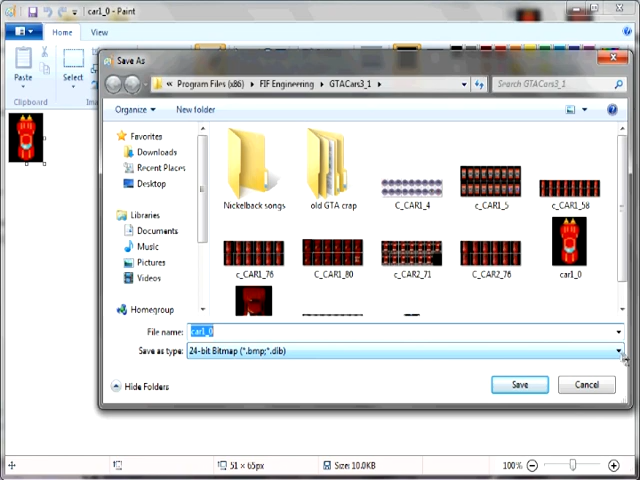 car1_0 - Paint
Home
View
Paste
Select
Clipboard
Save As
« Program Files (x86)
FIF Engineering
GTACars3_1
Search GTACars3_1
Organize
New folder
Favorites
Downloads
Recent Places
Desktop
Libraries
Documents
Music
Pictures
Videos
Homegroup
Nickelback songs
old GTA crap
C_CAR1_4
c_CAR1_5
c_CAR1_58
c_CAR1_76
C_CAR1_80
c_CAR2_71
C_CAR2_76
car1_0
File name:
car1_0
Save as type:
24-bit Bitmap (*.bmp;*.dib)
Hide Folders
Save
Cancel
51 × 65px
Size: 10.0KB
100%